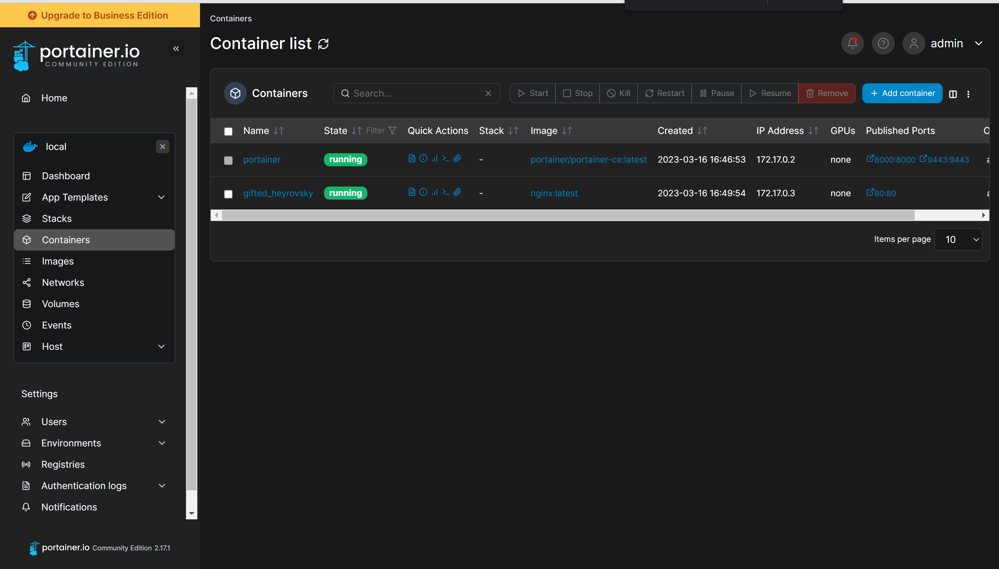 Upgrade to Business Edition
portainer.io
COMMUNITY EDITION
Home
local
Dashboard
App Templates
Stacks
Containers
Images
Networks
Volumes
Events
Host
Settings
Users
Environments
Registries
Authentication logs
Notifications
portainer.io Community Edition 2.17.1
Containers
Container list
admin
Containers Search... Start Stop Kill Restart Pause Resume Remove Add container
Name State Filter Quick Actions Stack Image Created IP Address GPUs Published Ports
portainer running - portainer/portainer-ce:latest 2023-03-16 16:46:53 172.17.0.2 none 8000:8000 9443:9443
gifted_heyrovsky running - nginx:latest 2023-03-16 16:49:54 172.17.0.3 none 80:80
Items per page 10